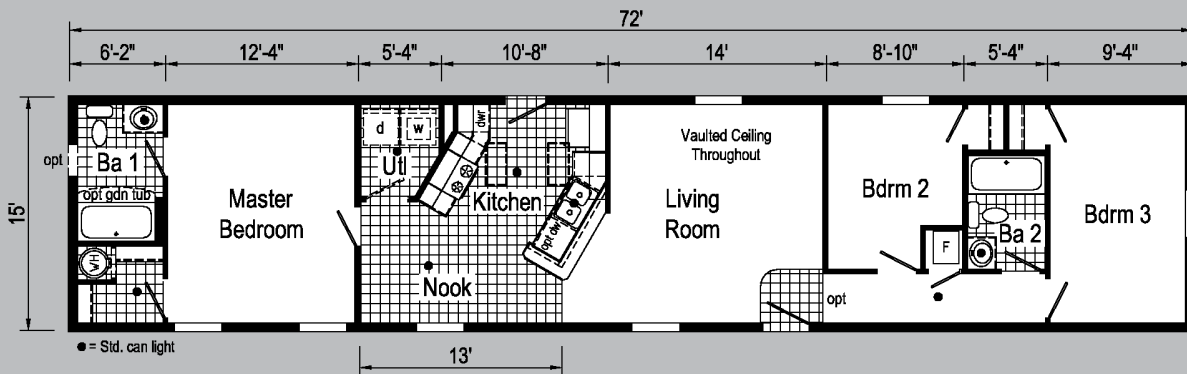 72'
6'-2" 12'-4" 5'-4" 10'-8" 14' 8'-10" 5'-4" 9'-4"
15'
opt
Ba 1
opt gdn tub
WH
Master
Bedroom
d w
Utl
dwr
Kitchen
opt dw
Nook
Vaulted Ceiling
Throughout
Living
Room
opt
Bdrm 2
F
Ba 2
Bdrm 3
● = Std. can light
13'